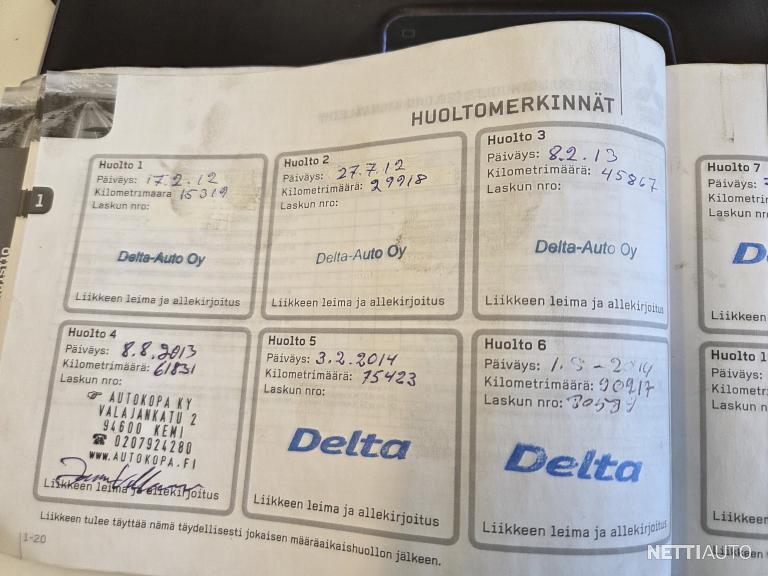 HUOLTOMERKINNÄT
1
Huolto 1
Päiväys: 17.2.12
Kilometrimäärä 15319
Laskun nro:
Delta-Auto Oy
Liikkeen leima ja allekirjoitus
Huolto 2
Päiväys: 27.7.12
Kilometrimäärä: 29918
Laskun nro:
Delta-Auto Oy
Liikkeen leima ja allekirjoitus
Huolto 3
Päiväys: 8.2.13
Kilometrimäärä: 45867
Laskun nro:
Delta-Auto Oy
Liikkeen leima ja allekirjoitus
Huolto 7
Päiväys:
Kilometri
Laskun n
Liikkee
Huolto 4
Päiväys: 8.8.2013
Kilometrimäärä: 61831
Laskun nro:
AUTOKOPA KY
VALAJANKATU 2
94600 KEMI
☎ 0207924280
WWW.AUTOKOPA.FI
Liikkeen leima ja allekirjoitus
Huolto 5
Päiväys: 3.2.2014
Kilometrimäärä: 75423
Laskun nro:
Delta
Liikkeen leima ja allekirjoitus
Huolto 6
Päiväys:
Kilometrimäärä: 90917
Laskun nro:
Delta
Liikkeen leima ja allekirjoitus
Huolto 1
Päiväys:
Kilometr
Laskun n
Liikkeen tulee täyttää nämä täydellisesti jokaisen määräaikaishuollon jälkeen.
1-20
NETTIAUTO